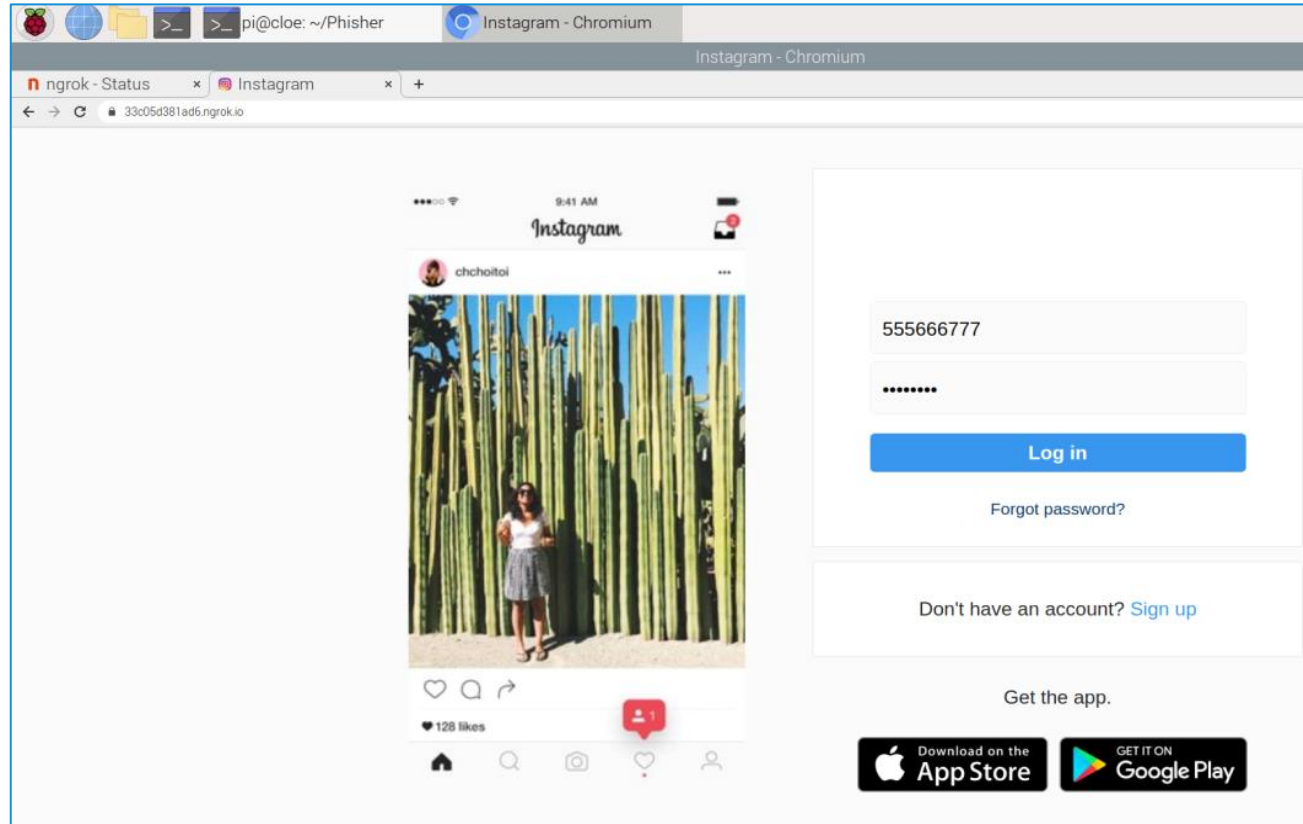 pi@cloe: ~/Phisher
Instagram - Chromium
Instagram - Chromium
ngrok - Status
Instagram
33c05d381ad6.ngrok.io
9:41 AM
Instagram
3
chchoitoi
128 likes
1
555666777
••••••••
Log in
Forgot password?
Don't have an account? Sign up
Get the app.
Download on the
App Store
GET IT ON
Google Play